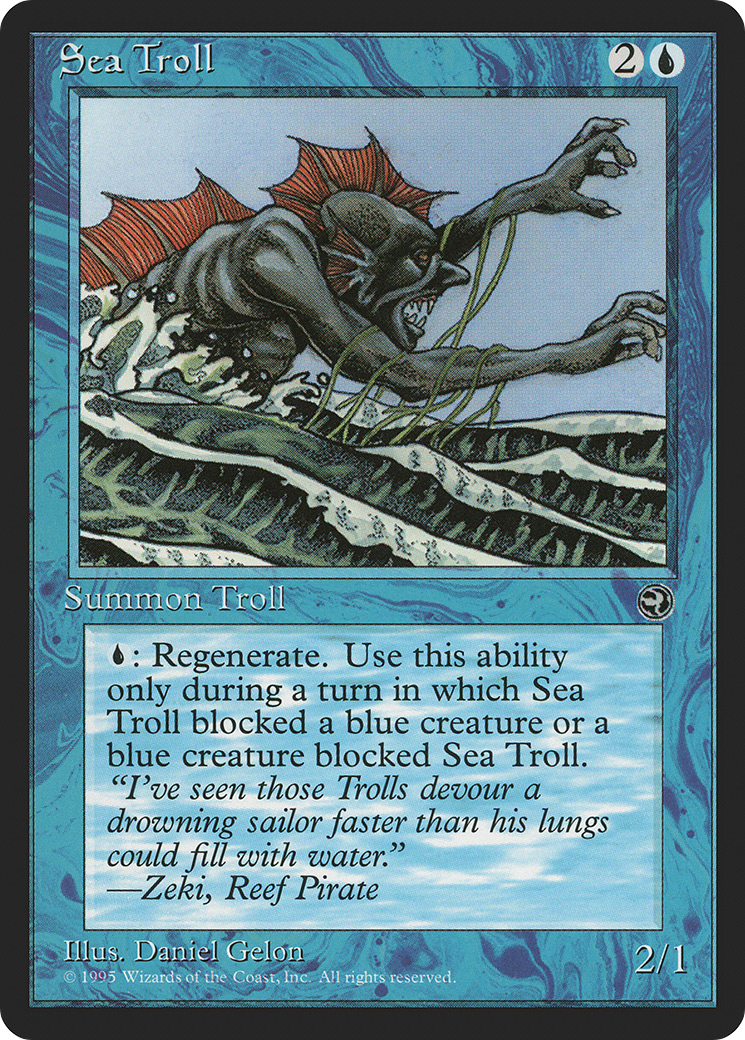 Sea Troll 2
Summon Troll
: Regenerate. Use this ability
only during a turn in which Sea
Troll blocked a blue creature or a
blue creature blocked Sea Troll.
“I've seen those Trolls devour a
drowning sailor faster than his lungs
could fill with water.”
—Zeki, Reef Pirate
Illus. Daniel Gelon
2/1
© 1995 Wizards of the Coast, Inc. All rights reserved.